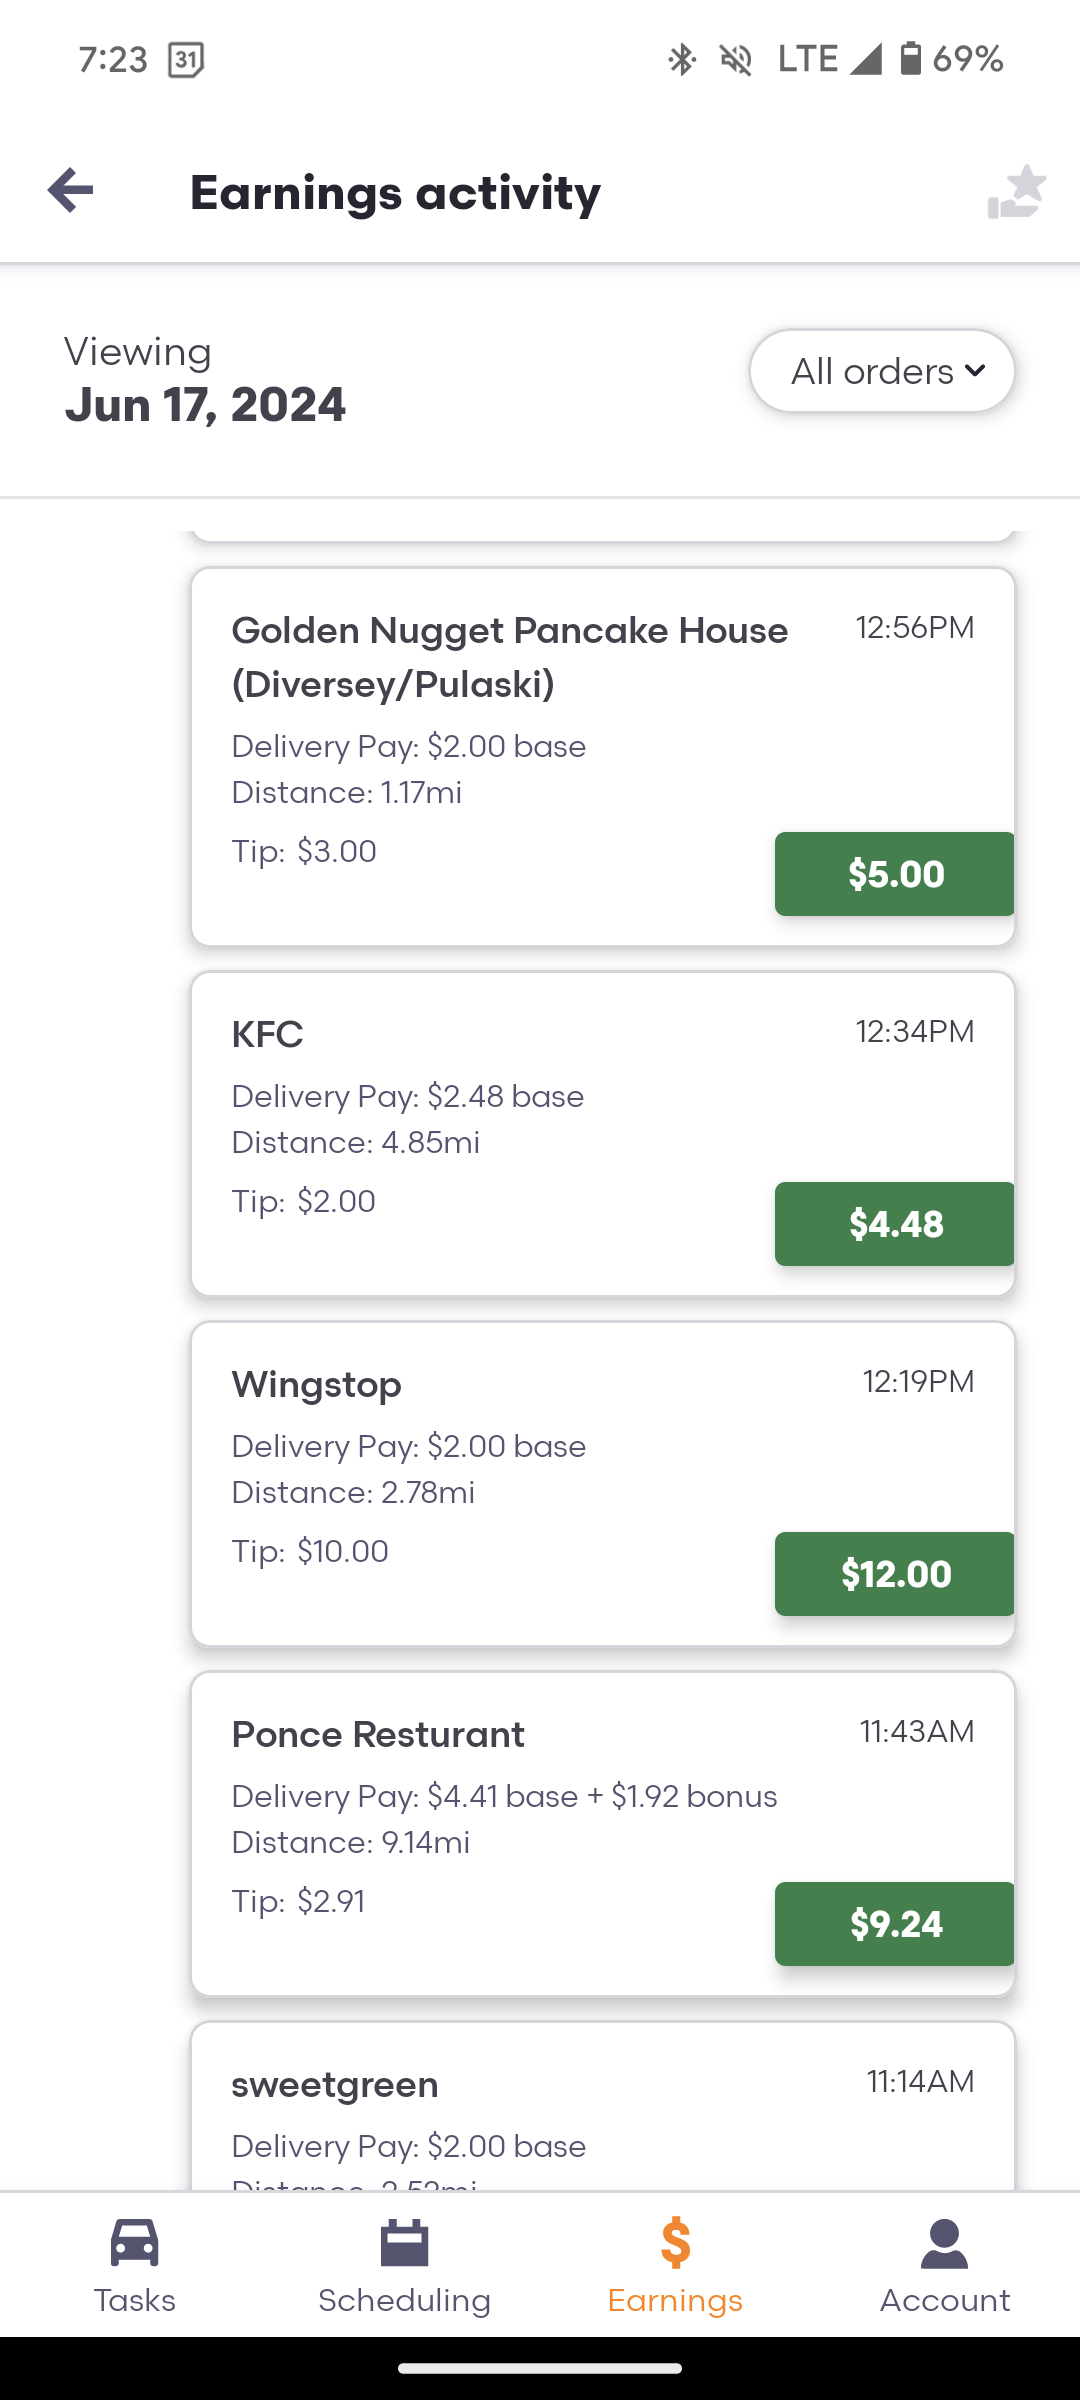 7:23 31 LTE 69%
Earnings activity
Viewing
Jun 17, 2024
All orders
Golden Nugget Pancake House 12:56PM
(Diversey/Pulaski)
Delivery Pay: $2.00 base
Distance: 1.17mi
Tip: $3.00
$5.00
KFC 12:34PM
Delivery Pay: $2.48 base
Distance: 4.85mi
Tip: $2.00
$4.48
Wingstop 12:19PM
Delivery Pay: $2.00 base
Distance: 2.78mi
Tip: $10.00
$12.00
Ponce Resturant 11:43AM
Delivery Pay: $4.41 base + $1.92 bonus
Distance: 9.14mi
Tip: $2.91
$9.24
sweetgreen 11:14AM
Delivery Pay: $2.00 base
Distance:
Tasks Scheduling Earnings Account